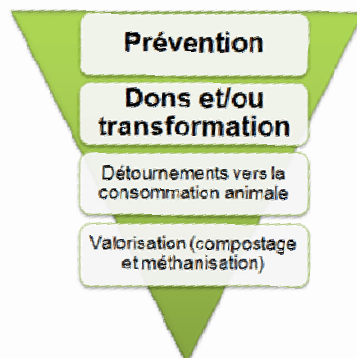 Prévention
Dons et/ou
transformation
Détournements vers la
consommation animale
Valorisation (compostage
et méthanisation)